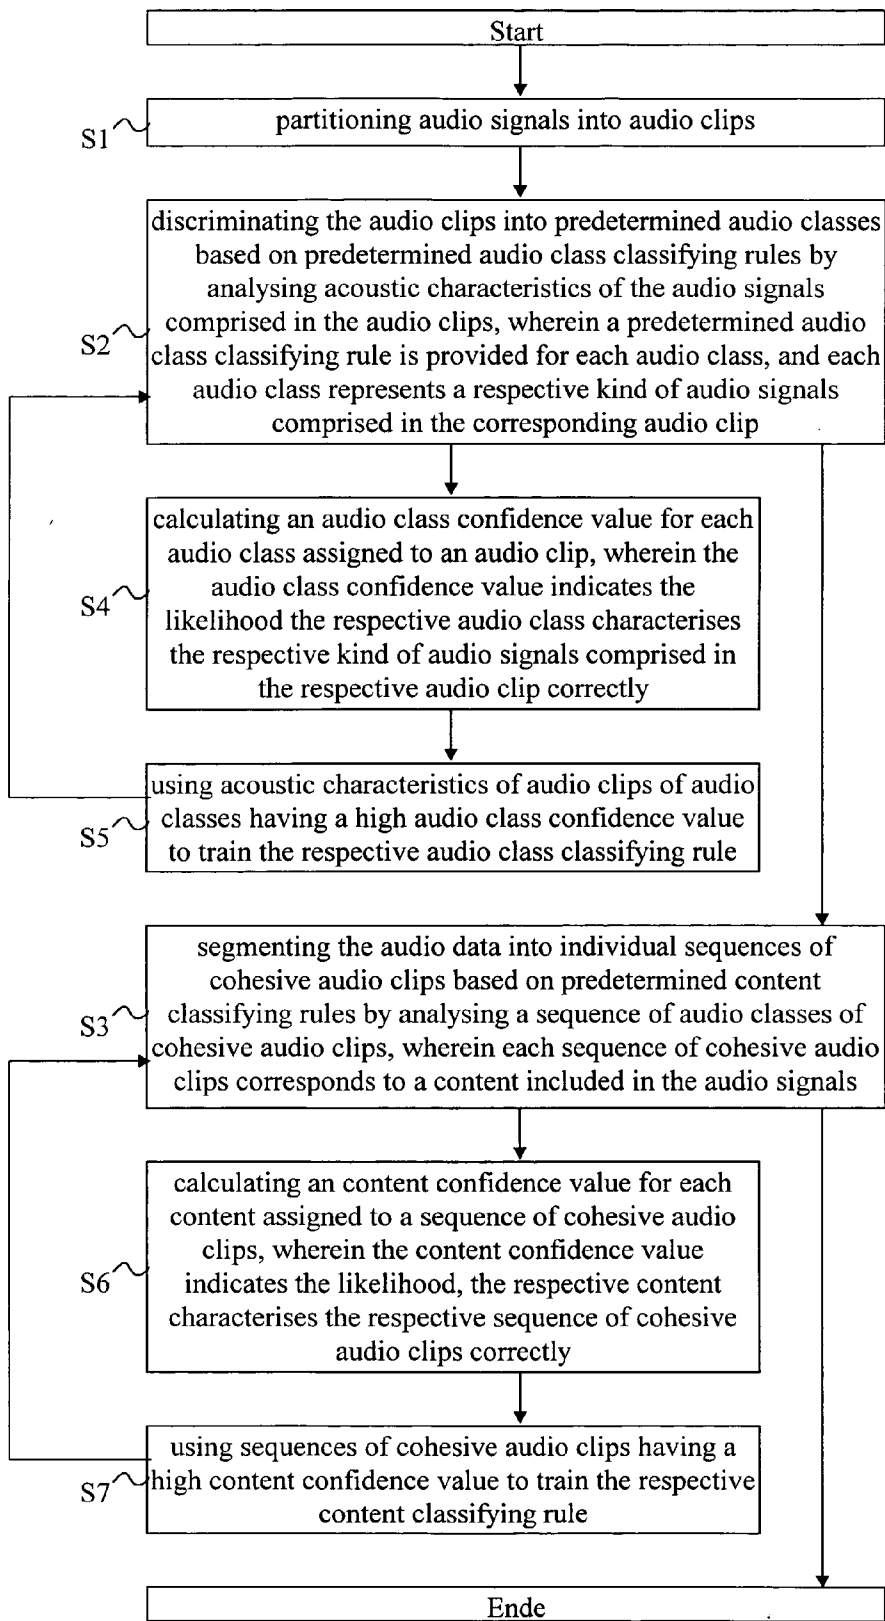 Start
S1
partitioning audio signals into audio clips
S2
discriminating the audio clips into predetermined audio classes
based on predetermined audio class classifying rules by
analysing acoustic characteristics of the audio signals
comprised in the audio clips, wherein a predetermined audio
class classifying rule is provided for each audio class, and each
audio class represents a respective kind of audio signals
comprised in the corresponding audio clip
S4
calculating an audio class confidence value for each
audio class assigned to an audio clip, wherein the
audio class confidence value indicates the
likelihood the respective audio class characterises
the respective kind of audio signals comprised in
the respective audio clip correctly
S5
using acoustic characteristics of audio clips of audio
classes having a high audio class confidence value
to train the respective audio class classifying rule
S3
segmenting the audio data into individual sequences of
cohesive audio clips based on predetermined content
classifying rules by analysing a sequence of audio classes of
cohesive audio clips, wherein each sequence of cohesive audio
clips corresponds to a content included in the audio signals
S6
calculating an content confidence value for each
content assigned to a sequence of cohesive audio
clips, wherein the content confidence value
indicates the likelihood, the respective content
characterises the respective sequence of cohesive
audio clips correctly
S7
using sequences of cohesive audio clips having a
high content confidence value to train the respective
content classifying rule
Ende